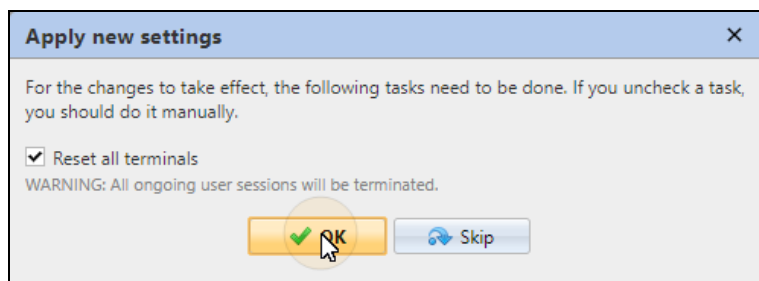 Apply new settings
For the changes to take effect, the following tasks need to be done. If you uncheck a task,
you should do it manually.
Reset all terminals
WARNING: All ongoing user sessions will be terminated.
OK Skip